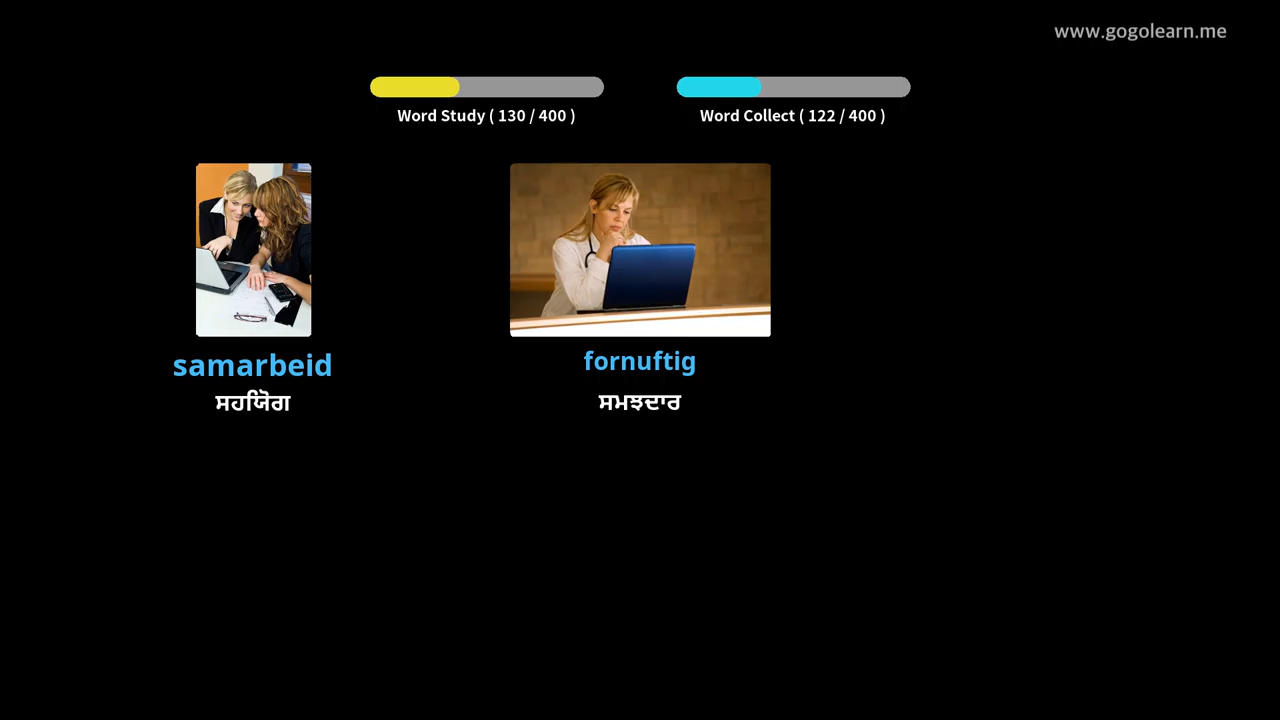 www.gogolearn.me
Word Study ( 130 / 400 )
Word Collect ( 122 / 400 )
samarbeid
ਸਹਯਿੋਗ
fornuftig
ਸਮਝਦਾਰ